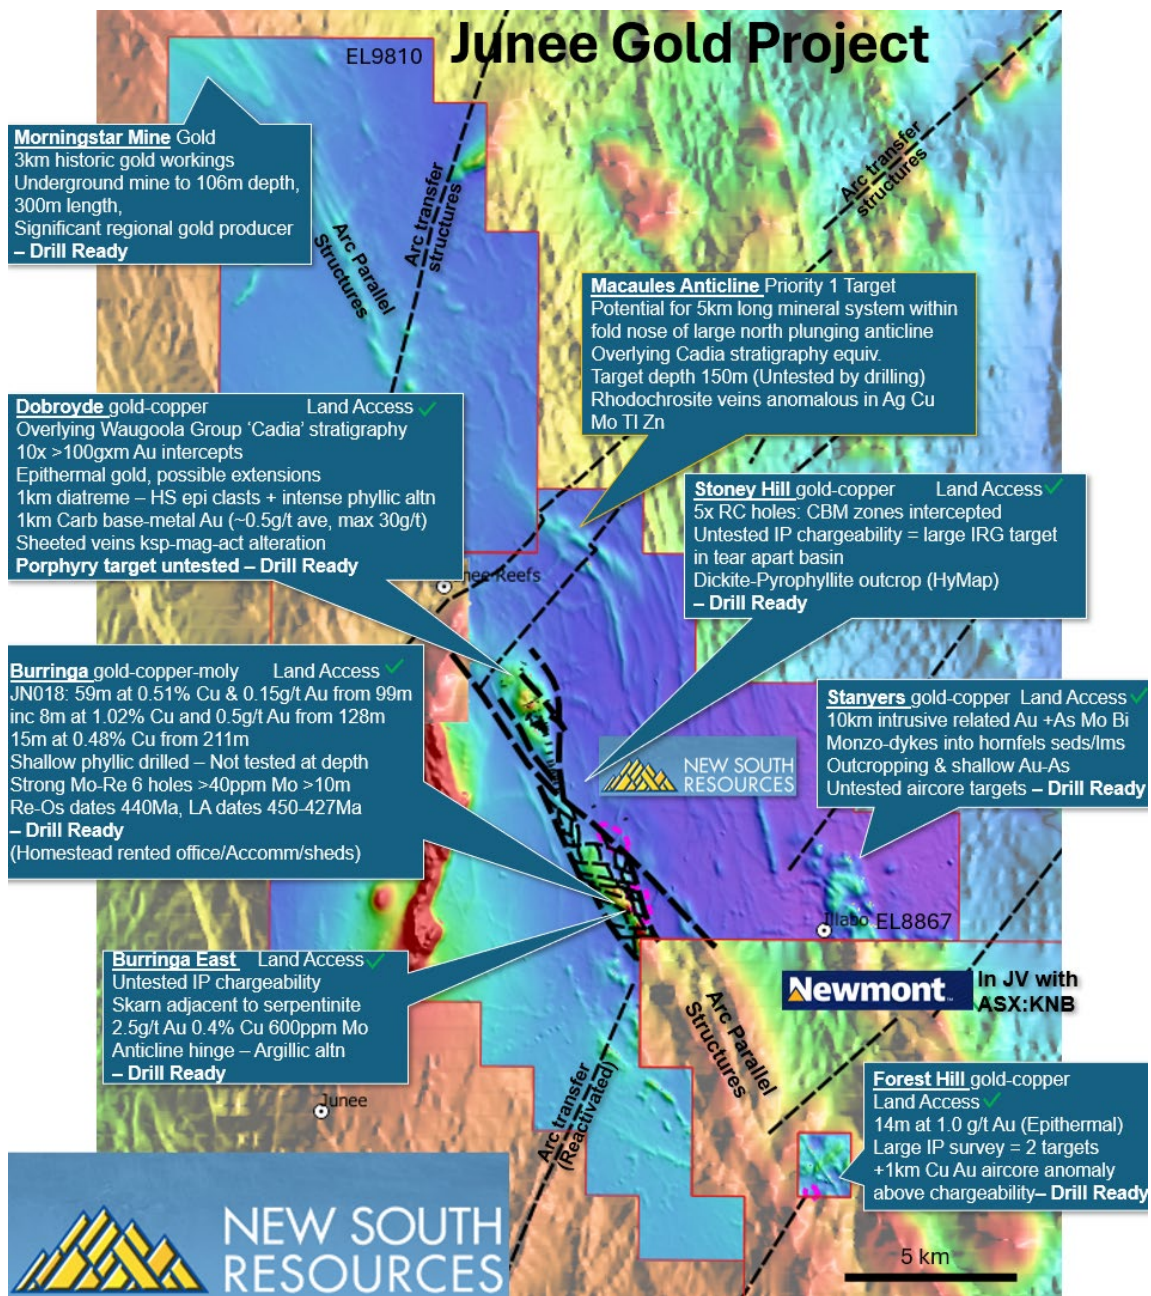 Junee Gold Project
EL9810
Morningstar Mine Gold
3km historic gold workings
Underground mine to 106m depth,
300m length,
Significant regional gold producer
– Drill Ready
Arc Parallel
Structures
Arc transfer
structures
Arc transfer
structures
Macaules Anticline Priority 1 Target
Potential for 5km long mineral system within
fold nose of large north plunging anticline
Overlying Cadia stratigraphy equiv.
Target depth 150m (Untested by drilling)
Rhodochrosite veins anomalous in Ag Cu
Mo Tl Zn
Dobroyde gold-copper Land Access ✓
Overlying Waugoola Group ‘Cadia’ stratigraphy
10x >100gxm Au intercepts
Epithermal gold, possible extensions
1km diatreme – HS epi clasts + intense phyllic altn
1km Carb base-metal Au (~0.5g/t ave, max 30g/t)
Sheeted veins ksp-mag-act alteration
Porphyry target untested – Drill Ready
Stoney Hill gold-copper Land Access ✓
5x RC holes: CBM zones intercepted
Untested IP chargeability = large IRG target
in tear apart basin
Dickite-Pyrophyllite outcrop (HyMap)
– Drill Ready
nee Reefs
Burringa gold-copper-moly Land Access ✓
JN018: 59m at 0.51% Cu & 0.15g/t Au from 99m
inc 8m at 1.02% Cu and 0.5g/t Au from 128m
15m at 0.48% Cu from 211m
Shallow phyllic drilled – Not tested at depth
Strong Mo-Re 6 holes >40ppm Mo >10m
Re-Os dates 440Ma, LA dates 450-427Ma
– Drill Ready
(Homestead rented office/Accomm/sheds)
Stanyers gold-copper Land Access ✓
10km intrusive related Au +As Mo Bi
Monzo-dykes into hornfels seds/lms
Outcropping & shallow Au-As
Untested aircore targets – Drill Ready
NEW SOUTH
RESOURCES
Illabo EL8867
Burringa East Land Access ✓
Untested IP chargeability
Skarn adjacent to serpentinite
2.5g/t Au 0.4% Cu 600ppm Mo
Anticline hinge – Argillic altn
– Drill Ready
Newmont™ In JV with
ASX:KNB
Arc Parallel
Structures
Arc transfer
(Reactivated)
Junee
Forest Hill gold-copper
Land Access ✓
14m at 1.0 g/t Au (Epithermal)
Large IP survey = 2 targets
+1km Cu Au aircore anomaly
above chargeability– Drill Ready
NEW SOUTH
RESOURCES
5 km